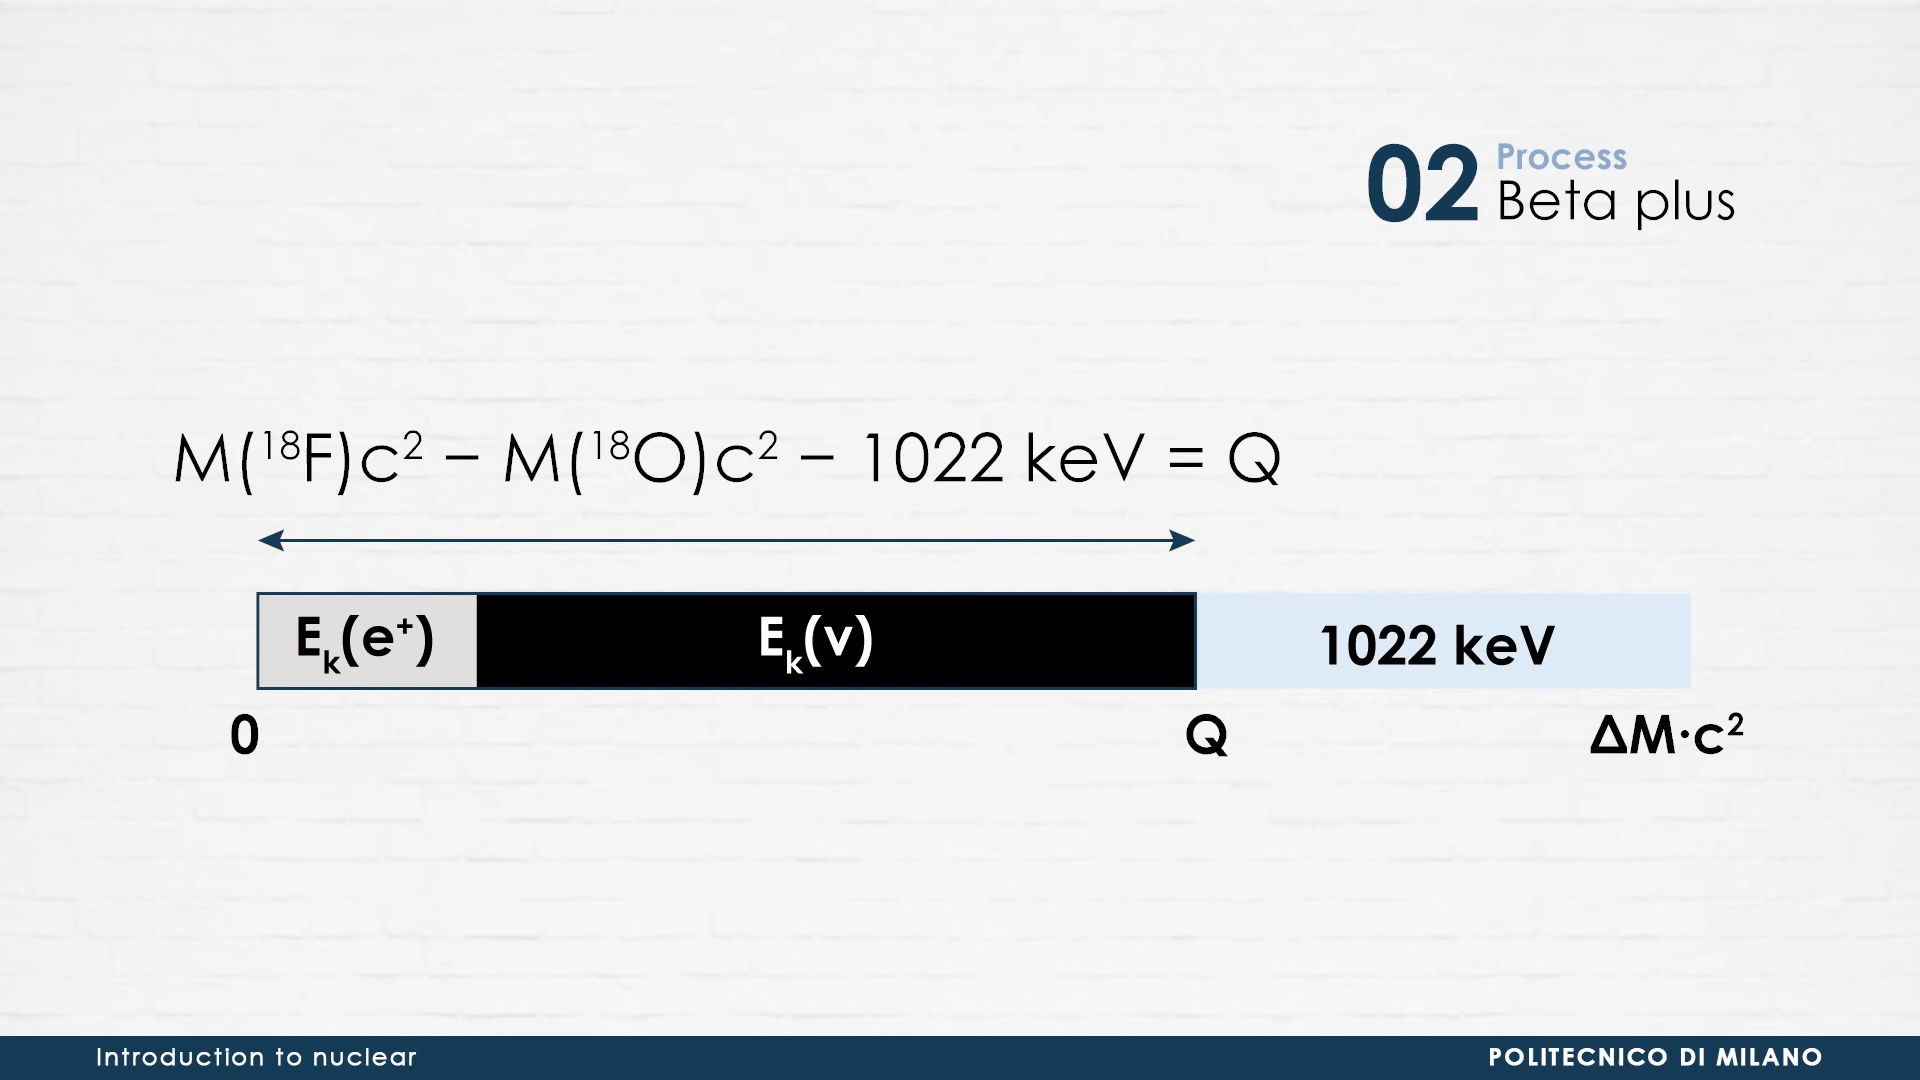 02 Process
Beta plus
M(¹⁸F)c² − M(¹⁸O)c² − 1022 keV = Q
Eₖ(e⁺) Eₖ(v) 1022 keV
0 Q ΔM·c²
Introduction to nuclear POLITECNICO DI MILANO